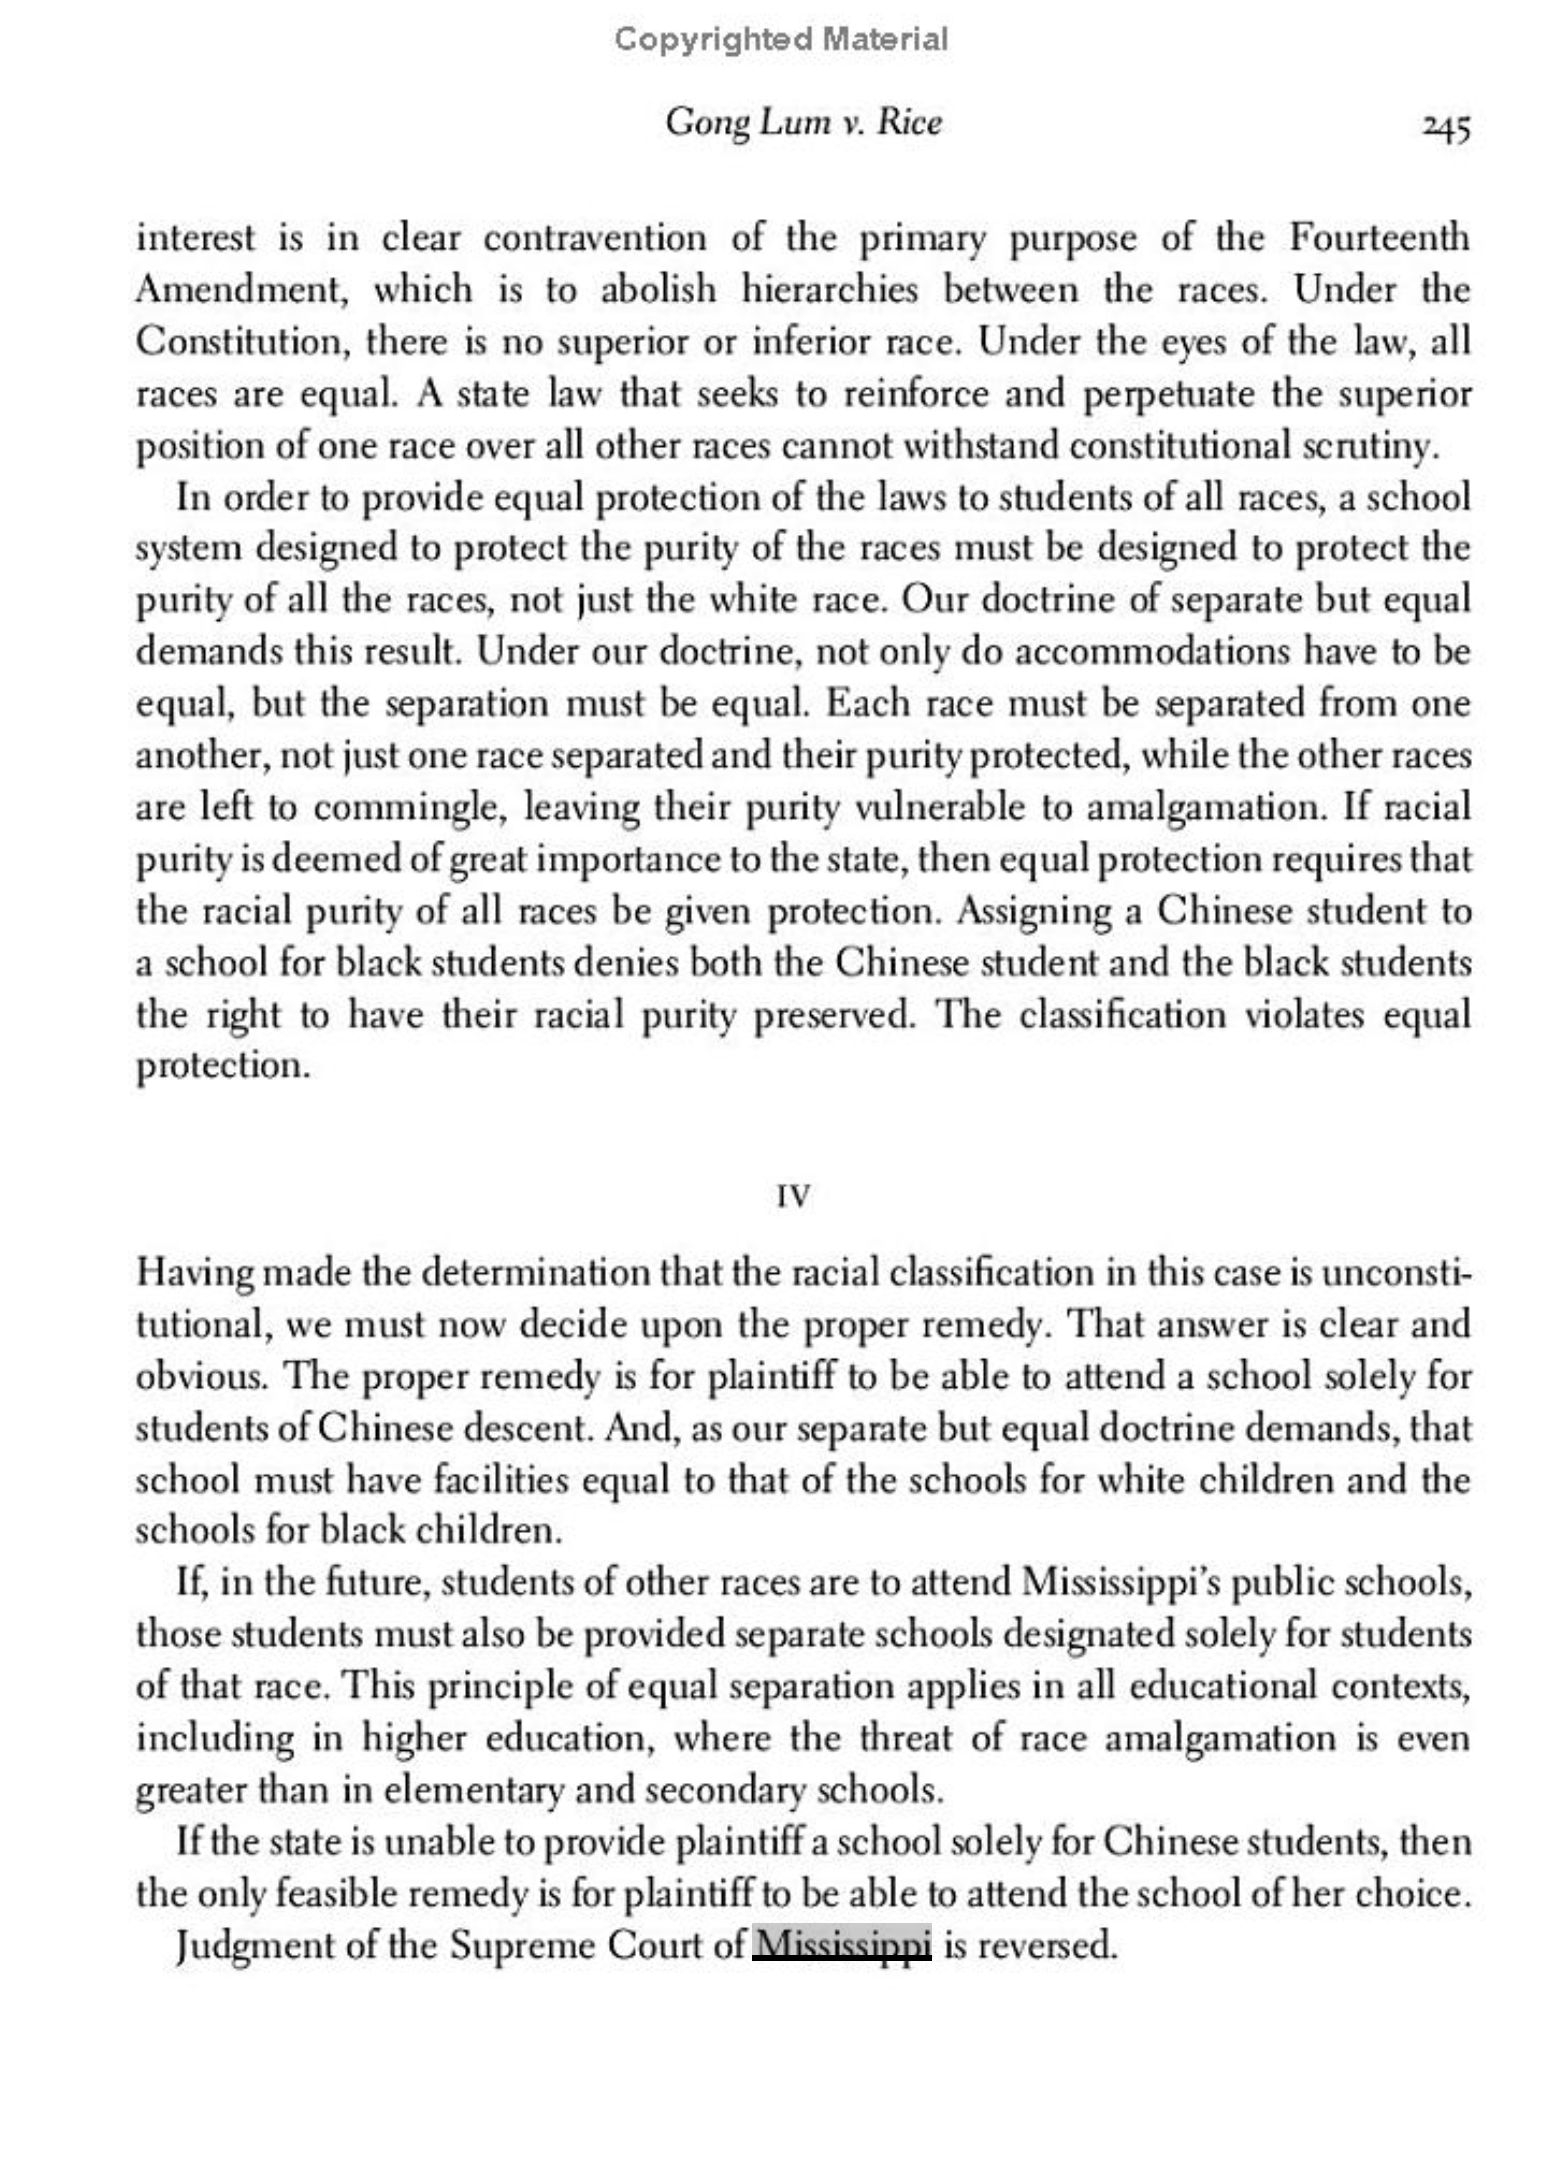 Copyrighted Material
Gong Lum v. Rice 245
interest is in clear contravention of the primary purpose of the Fourteenth
Amendment, which is to abolish hierarchies between the races. Under the
Constitution, there is no superior or inferior race. Under the eyes of the law, all
races are equal. A state law that seeks to reinforce and perpetuate the superior
position of one race over all other races cannot withstand constitutional scrutiny.
In order to provide equal protection of the laws to students of all races, a school
system designed to protect the purity of the races must be designed to protect the
purity of all the races, not just the white race. Our doctrine of separate but equal
demands this result. Under our doctrine, not only do accommodations have to be
equal, but the separation must be equal. Each race must be separated from one
another, not just one race separated and their purity protected, while the other races
are left to commingle, leaving their purity vulnerable to amalgamation. If racial
purity is deemed of great importance to the state, then equal protection requires that
the racial purity of all races be given protection. Assigning a Chinese student to
a school for black students denies both the Chinese student and the black students
the right to have their racial purity preserved. The classification violates equal
protection.
IV
Having made the determination that the racial classification in this case is unconsti-
tutional, we must now decide upon the proper remedy. That answer is clear and
obvious. The proper remedy is for plaintiff to be able to attend a school solely for
students of Chinese descent. And, as our separate but equal doctrine demands, that
school must have facilities equal to that of the schools for white children and the
schools for black children.
If, in the future, students of other races are to attend Mississippi's public schools,
those students must also be provided separate schools designated solely for students
of that race. This principle of equal separation applies in all educational contexts,
including in higher education, where the threat of race amalgamation is even
greater than in elementary and secondary schools.
If the state is unable to provide plaintiff a school solely for Chinese students, then
the only feasible remedy is for plaintiff to be able to attend the school of her choice.
Judgment of the Supreme Court of Mississippi is reversed.